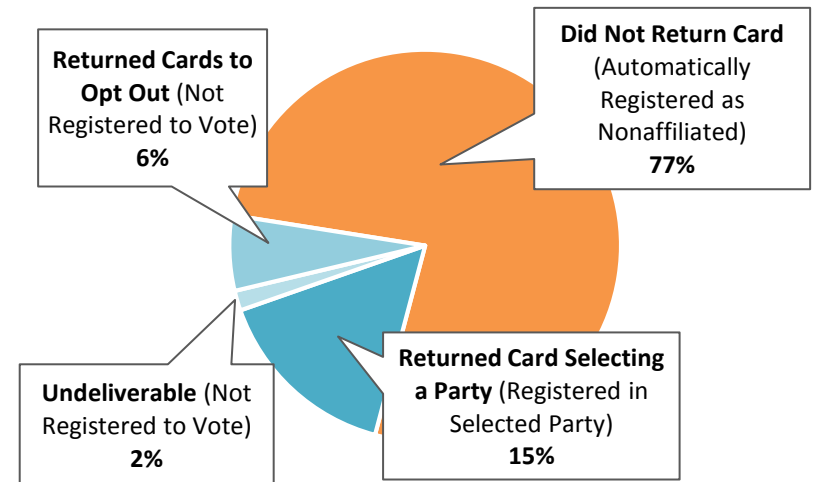 Returned Cards to
Opt Out (Not
Registered to Vote)
6%
Did Not Return Card
(Automatically
Registered as
Nonaffiliated)
77%
Undeliverable (Not
Registered to Vote)
2%
Returned Card Selecting
a Party (Registered in
Selected Party)
15%